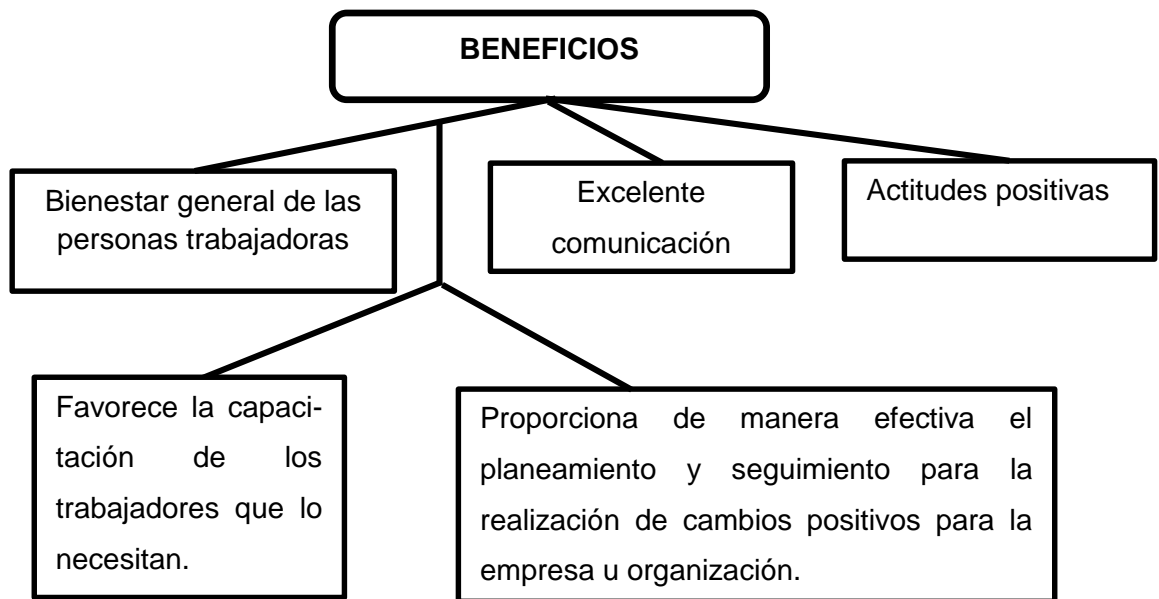 BENEFICIOS
Bienestar general de las
personas trabajadoras
Excelente
comunicación
Actitudes positivas
Favorece la capaci-
tación de los
trabajadores que lo
necesitan.
Proporciona de manera efectiva el
planeamiento y seguimiento para la
realización de cambios positivos para la
empresa u organización.